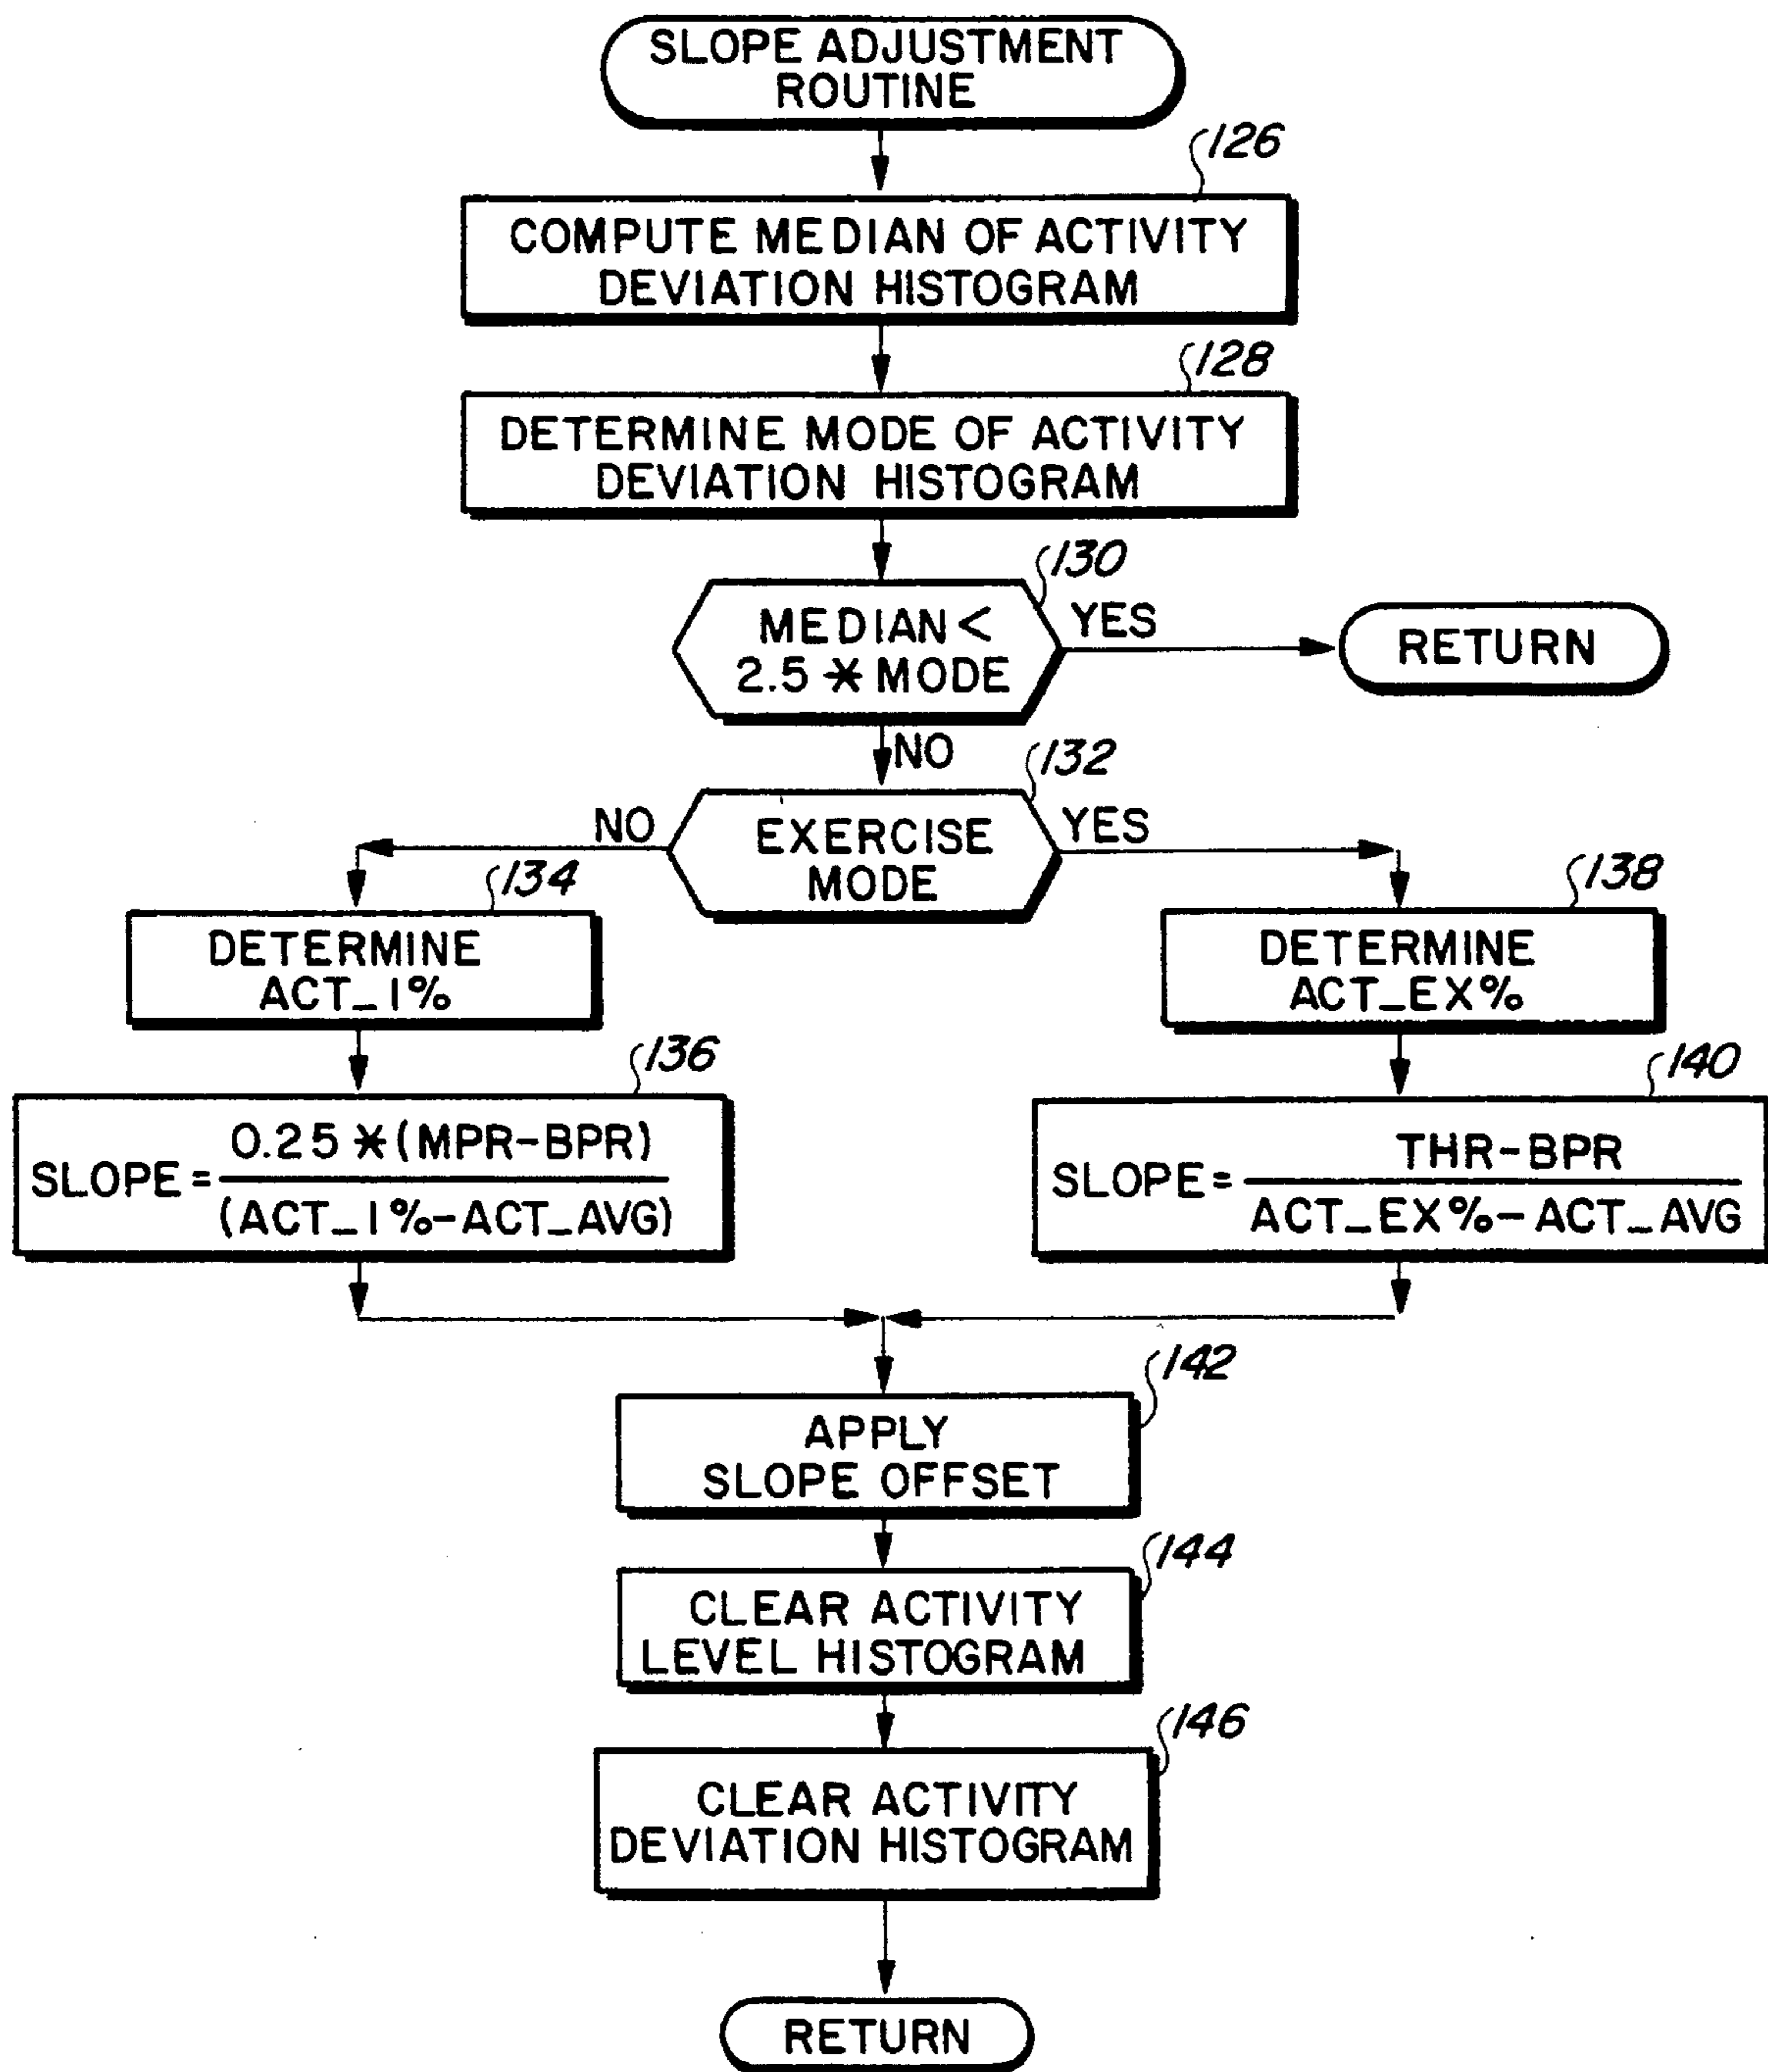 SLOPE ADJUSTMENT
ROUTINE
126
COMPUTE MEDIAN OF ACTIVITY
DEVIATION HISTOGRAM
128
DETERMINE MODE OF ACTIVITY
DEVIATION HISTOGRAM
130
MEDIAN <
2.5 * MODE
YES
RETURN
NO
132
EXERCISE
MODE
NO
YES
134
DETERMINE
ACT_1%
138
DETERMINE
ACT_EX%
136
SLOPE = 0.25 * (MPR-BPR)
(ACT_1%-ACT_AVG)
140
SLOPE = THR-BPR
ACT_EX%-ACT_AVG
142
APPLY
SLOPE OFFSET
144
CLEAR ACTIVITY
LEVEL HISTOGRAM
146
CLEAR ACTIVITY
DEVIATION HISTOGRAM
RETURN